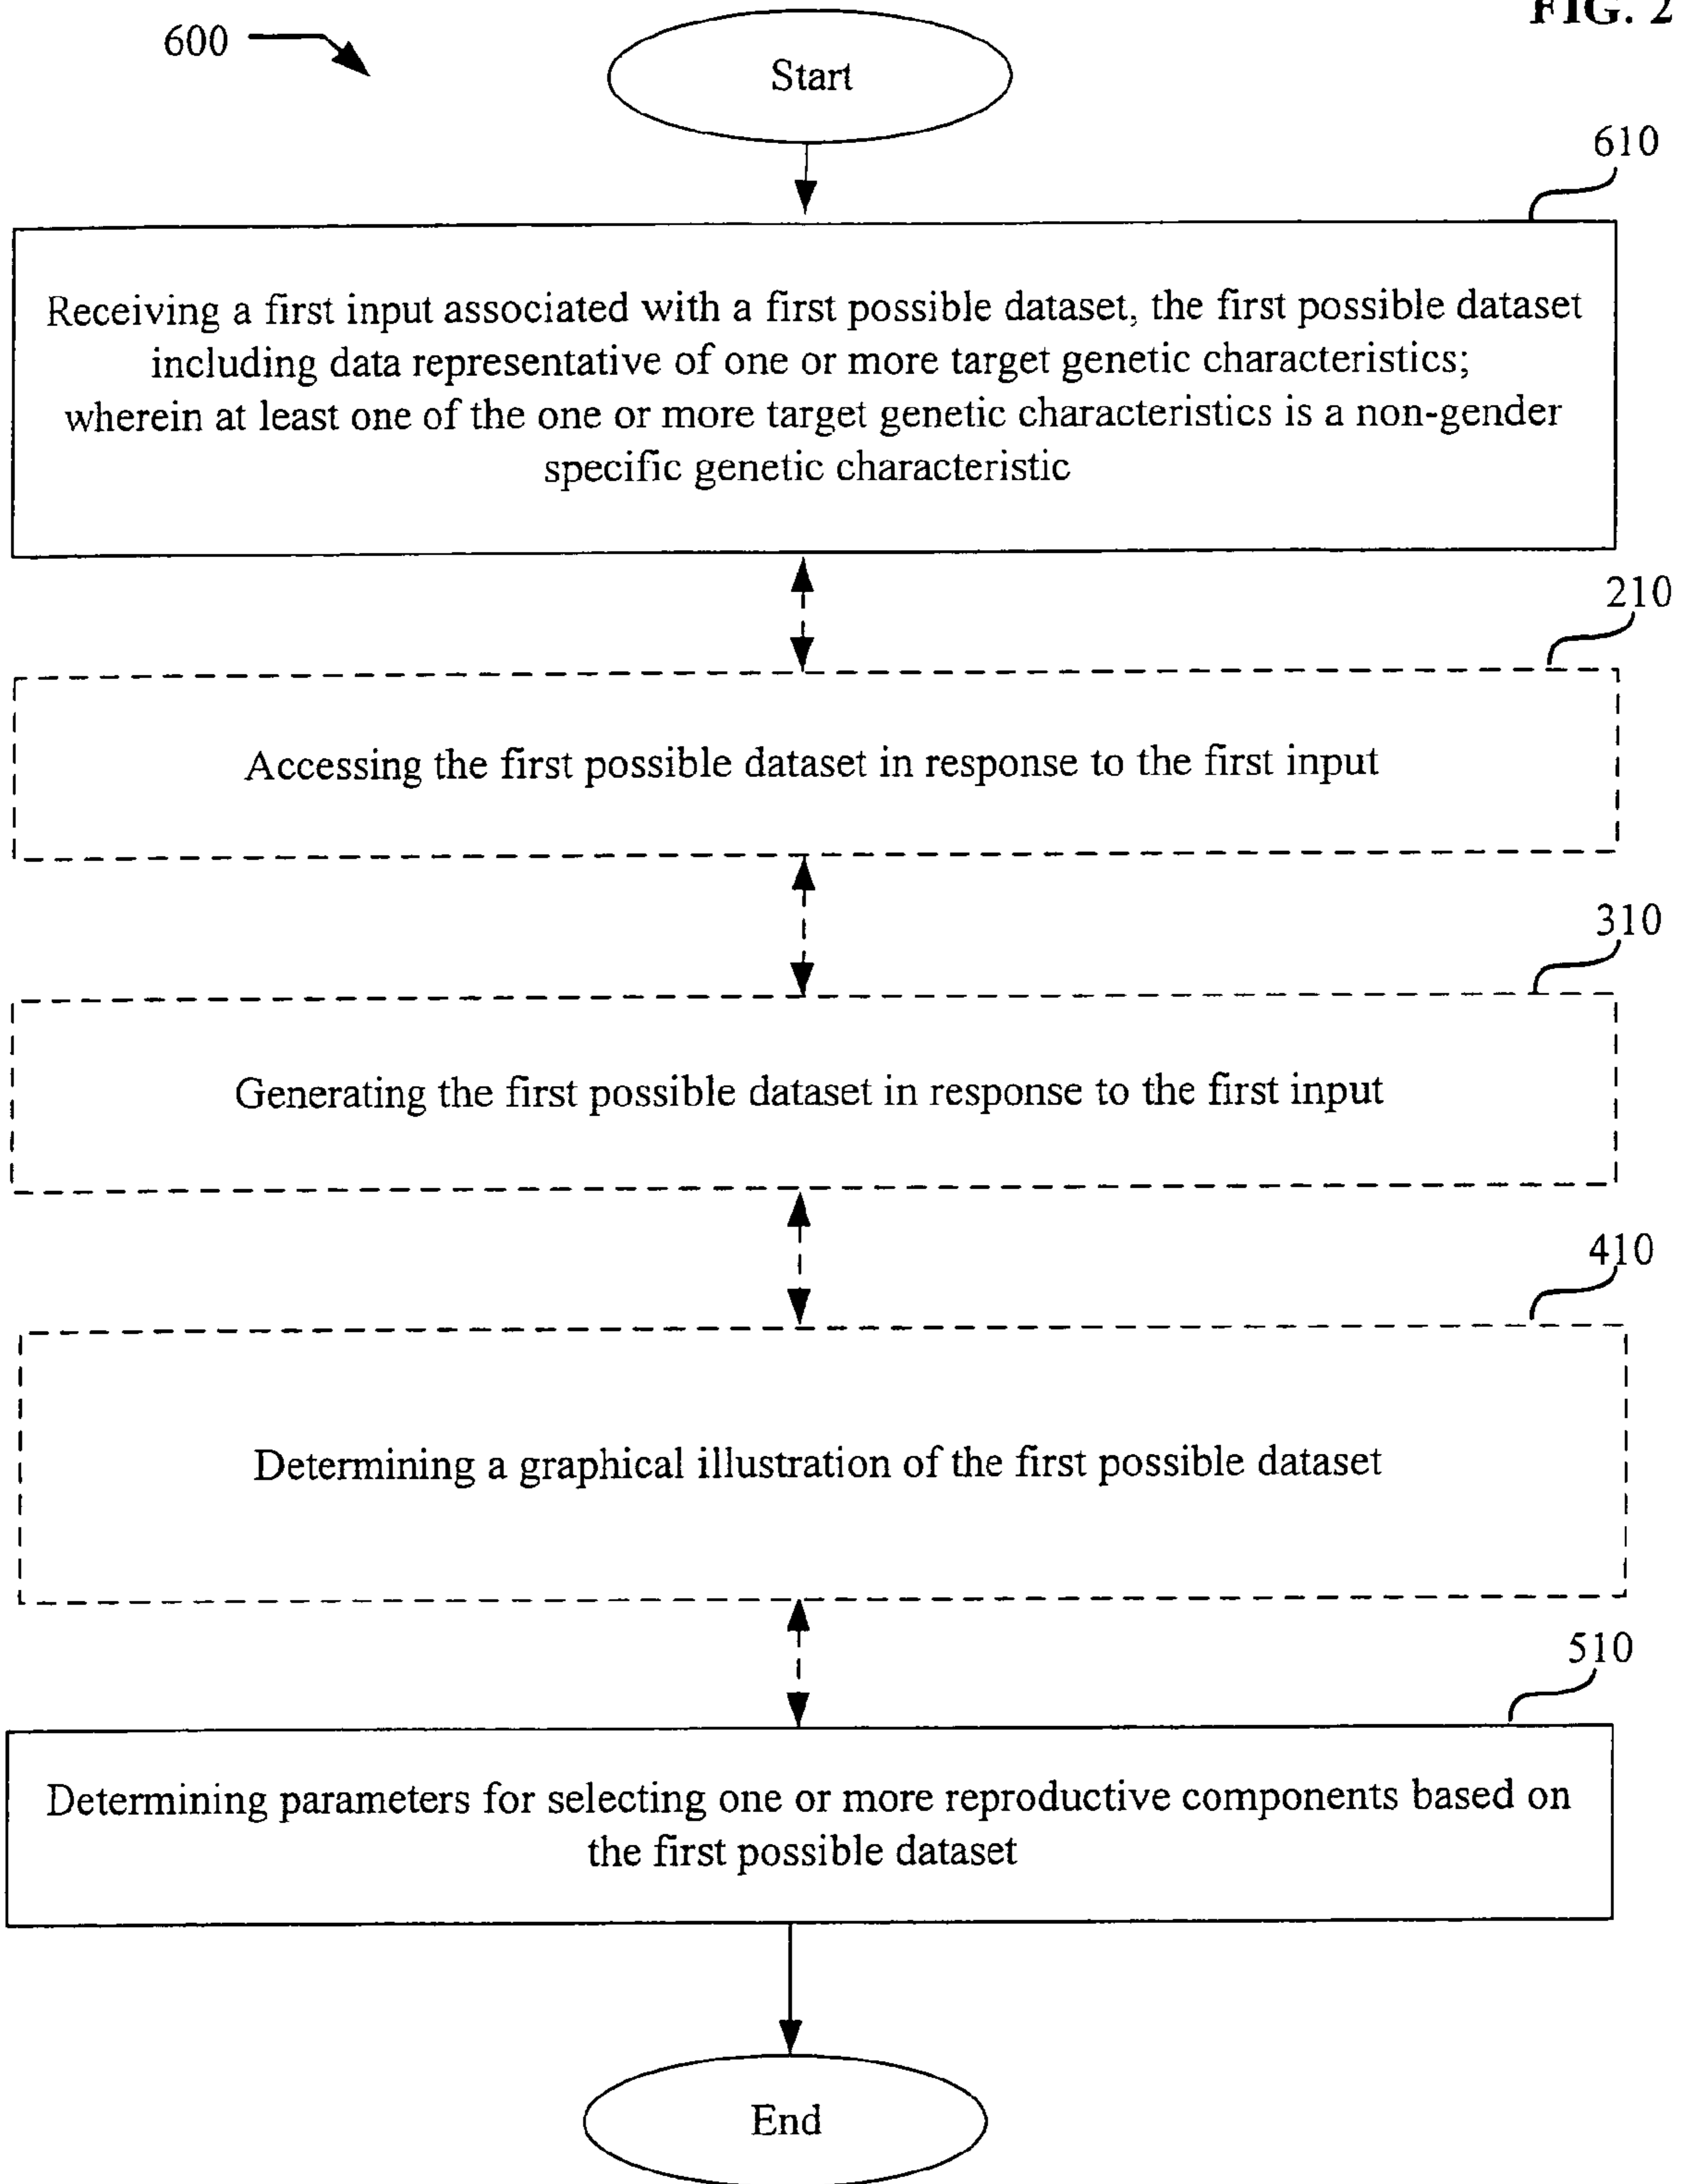 FIG. 2
600
Start
610
Receiving a first input associated with a first possible dataset, the first possible dataset
including data representative of one or more target genetic characteristics;
wherein at least one of the one or more target genetic characteristics is a non-gender
specific genetic characteristic
210
Accessing the first possible dataset in response to the first input
310
Generating the first possible dataset in response to the first input
410
Determining a graphical illustration of the first possible dataset
510
Determining parameters for selecting one or more reproductive components based on
the first possible dataset
End